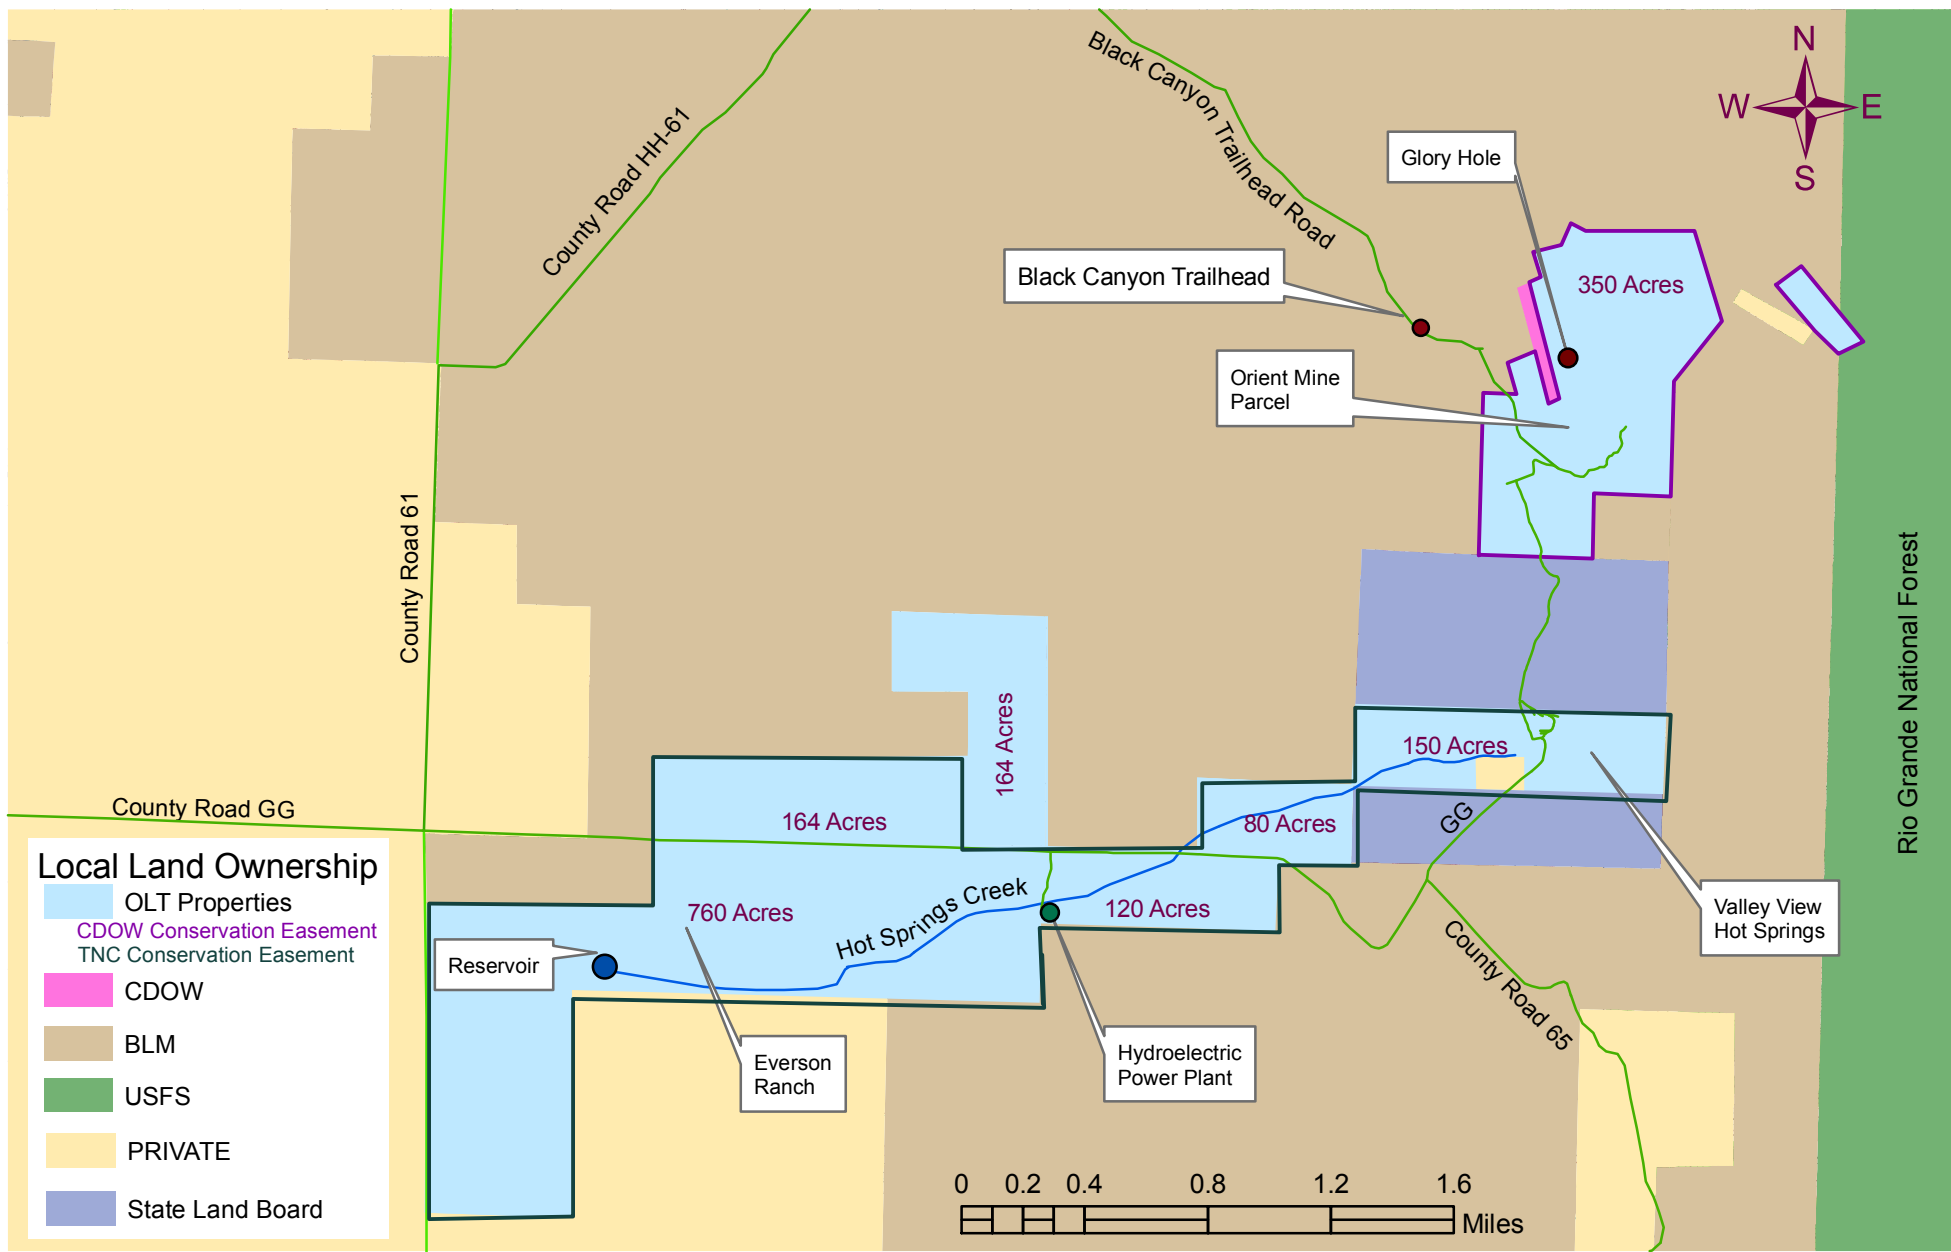 N
W
E
S
Black Canyon Trailhead Road
County Road HH-61
Glory Hole
Black Canyon Trailhead
350 Acres
Orient Mine
Parcel
County Road 61
Rio Grande National Forest
164 Acres
150 Acres
County Road GG
164 Acres
80 Acres
GG
760 Acres
Hot Springs Creek
120 Acres
Valley View
Hot Springs
Reservoir
County Road 65
Everson
Ranch
Hydroelectric
Power Plant
Local Land Ownership
OLT Properties
CDOW Conservation Easement
TNC Conservation Easement
CDOW
BLM
USFS
PRIVATE
State Land Board
0 0.2 0.4 0.8 1.2 1.6
Miles